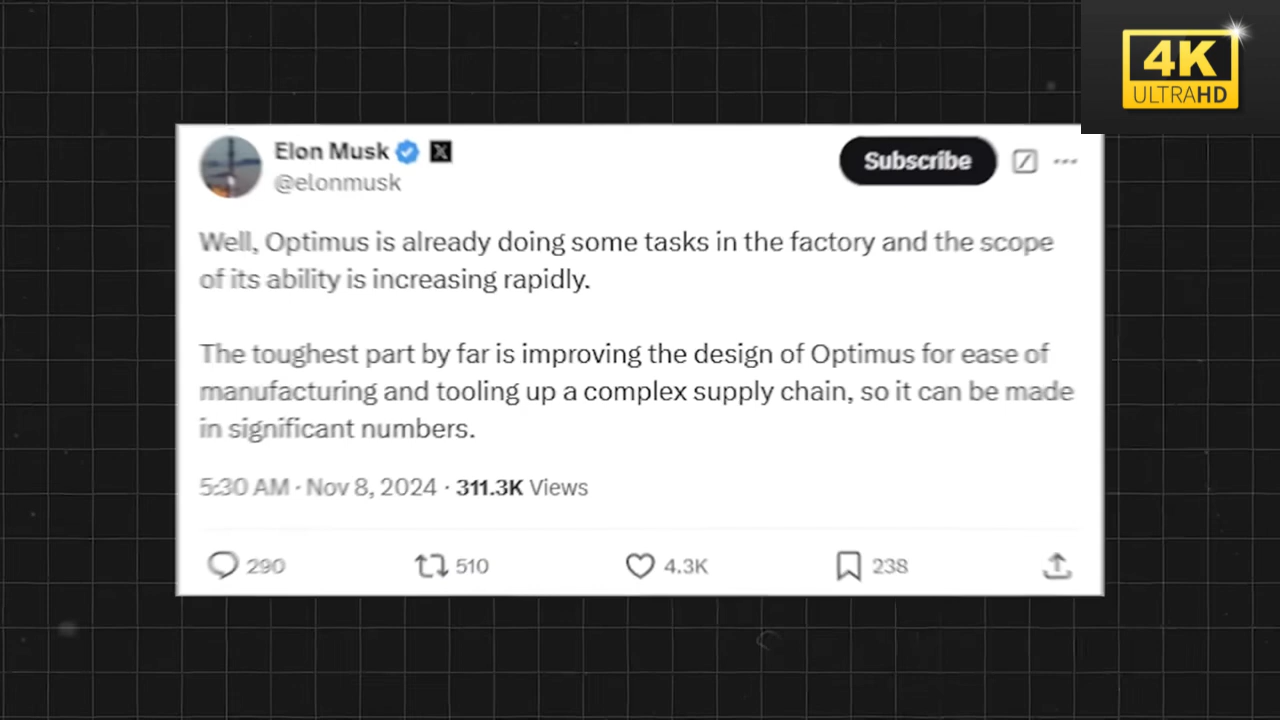 4K
ULTRAHD
Elon Musk
@elonmusk
Subscribe
Well, Optimus is already doing some tasks in the factory and the scope
of its ability is increasing rapidly.
The toughest part by far is improving the design of Optimus for ease of
manufacturing and tooling up a complex supply chain, so it can be made
in significant numbers.
5:30 AM · Nov 8, 2024 · 311.3K Views
290 510 4.3K 238